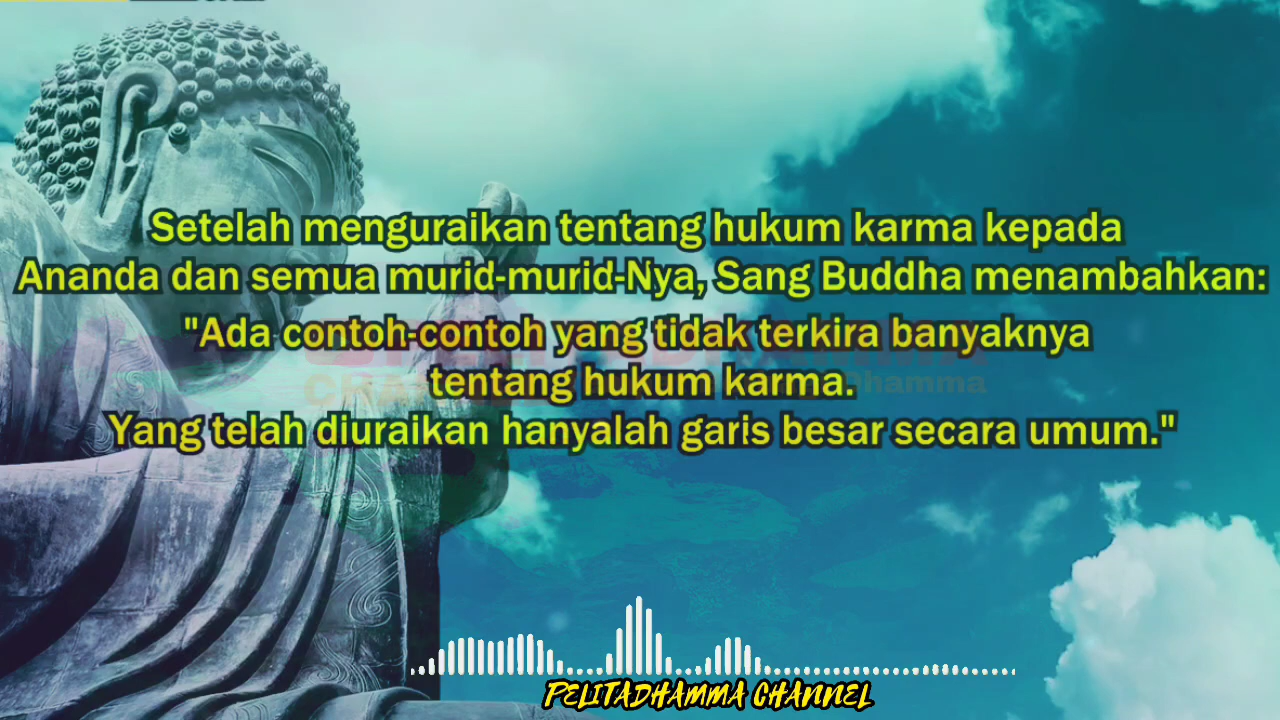 Setelah menguraikan tentang hukum karma kepada
Ananda dan semua murid-murid-Nya, Sang Buddha menambahkan:
"Ada contoh-contoh yang tidak terkira banyaknya
tentang hukum karma.
Yang telah diuraikan hanyalah garis besar secara umum."
PELITADHAMMA CHANNEL